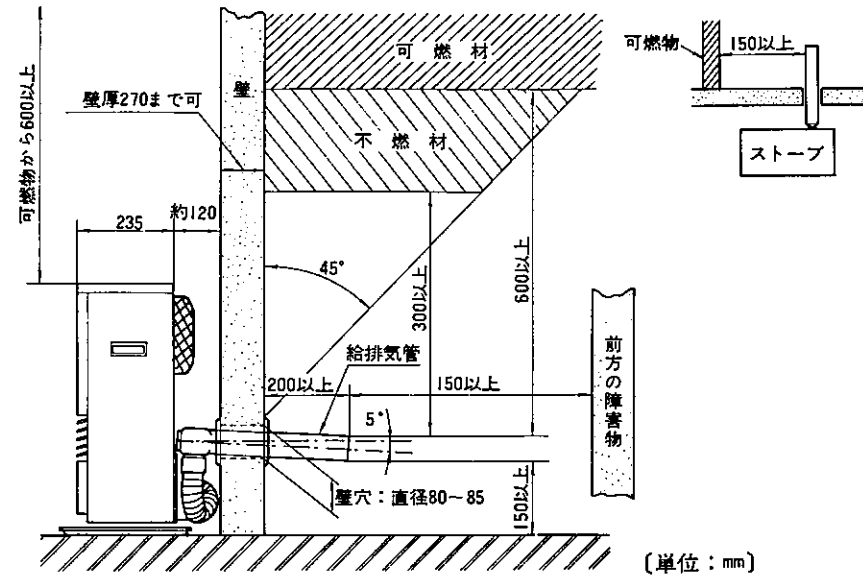 可燃材
可燃物
150以上
壁
壁厚270まで可
不燃材
ストーブ
可燃物から600以上
235
約120
45°
300以上
600以上
給排気管
200以上
150以上
前方の障害物
5°
壁穴：直径80～85
150以上
〔単位：mm〕